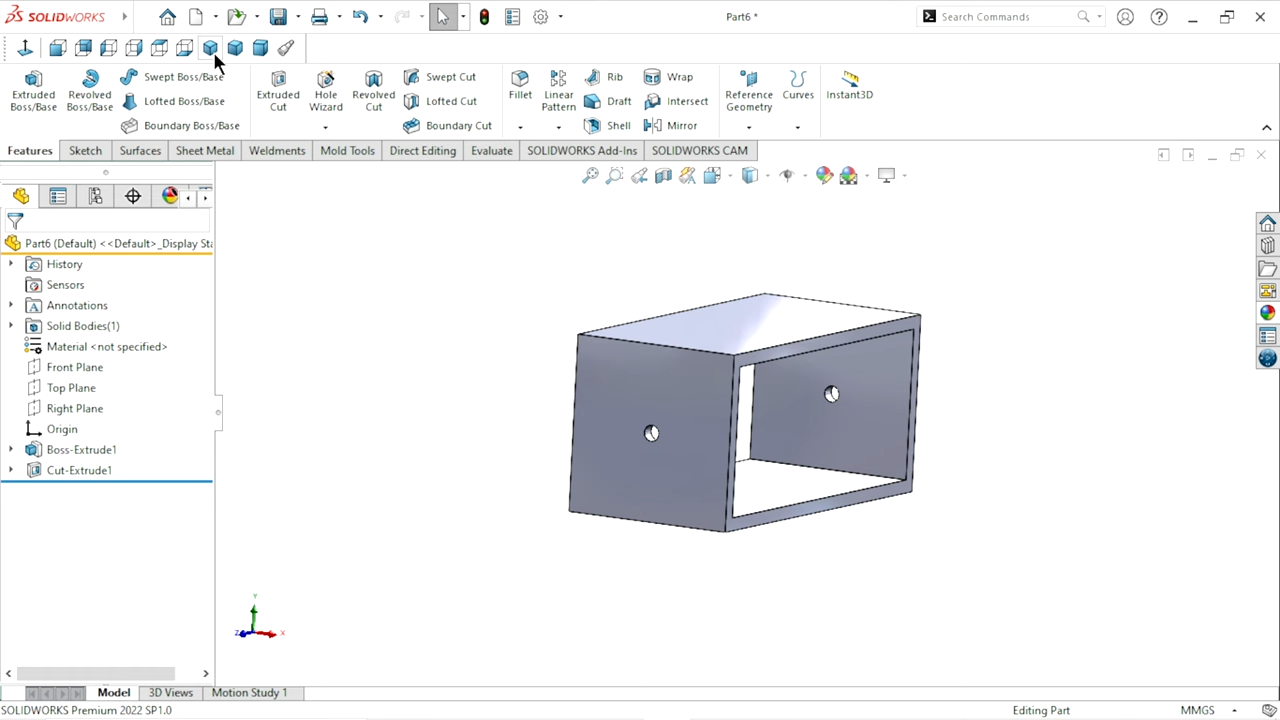 SOLIDWORKS
Part6 *
Search Commands
Extruded Boss/Base
Revolved Boss/Base
Swept Boss/Base
Lofted Boss/Base
Boundary Boss/Base
Extruded Cut
Hole Wizard
Revolved Cut
Swept Cut
Lofted Cut
Boundary Cut
Fillet
Linear Pattern
Rib
Draft
Shell
Wrap
Intersect
Mirror
Reference Geometry
Curves
Instant3D
Features Sketch Surfaces Sheet Metal Weldments Mold Tools Direct Editing Evaluate SOLIDWORKS Add-Ins SOLIDWORKS CAM
Part6 (Default) <<Default>_Display Sta
History
Sensors
Annotations
Solid Bodies(1)
Material <not specified>
Front Plane
Top Plane
Right Plane
Origin
Boss-Extrude1
Cut-Extrude1
Y
Z
X
Model 3D Views Motion Study 1
SOLIDWORKS Premium 2022 SP1.0
Editing Part
MMGS